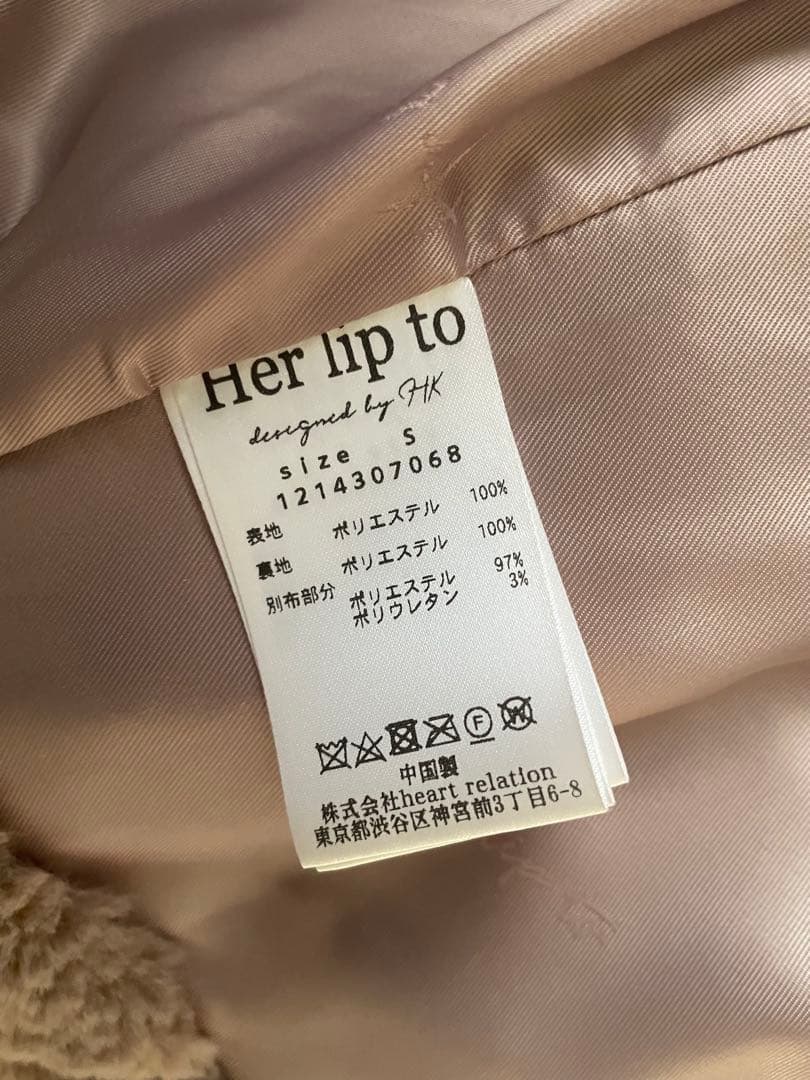 Her lip to
designed by HK
size S
1214307068
表地 ポリエステル 100%
裏地 ポリエステル 100%
別布部分 ポリエステル 97%
ポリウレタン 3%
F W
中国製
株式会社heart relation
東京都渋谷区神宮前3丁目6-8